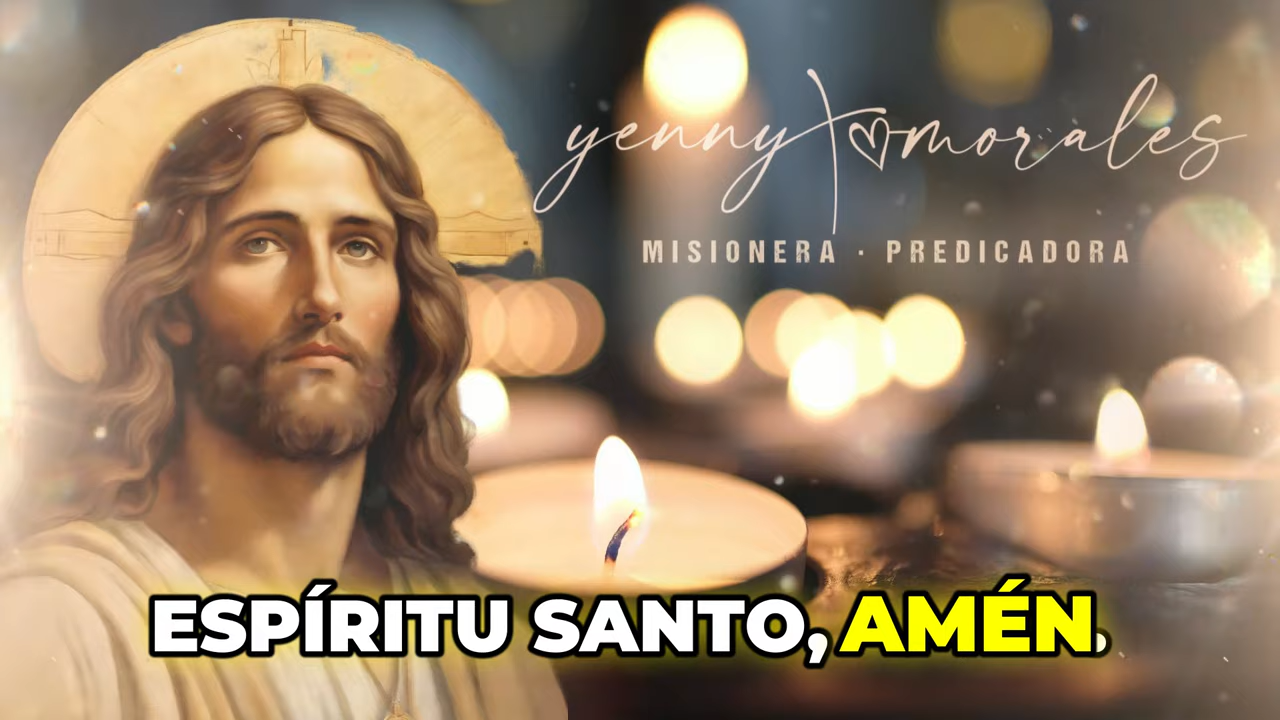 yenny morales
MISIONERA · PREDICADORA
ESPÍRITU SANTO, AMÉN.